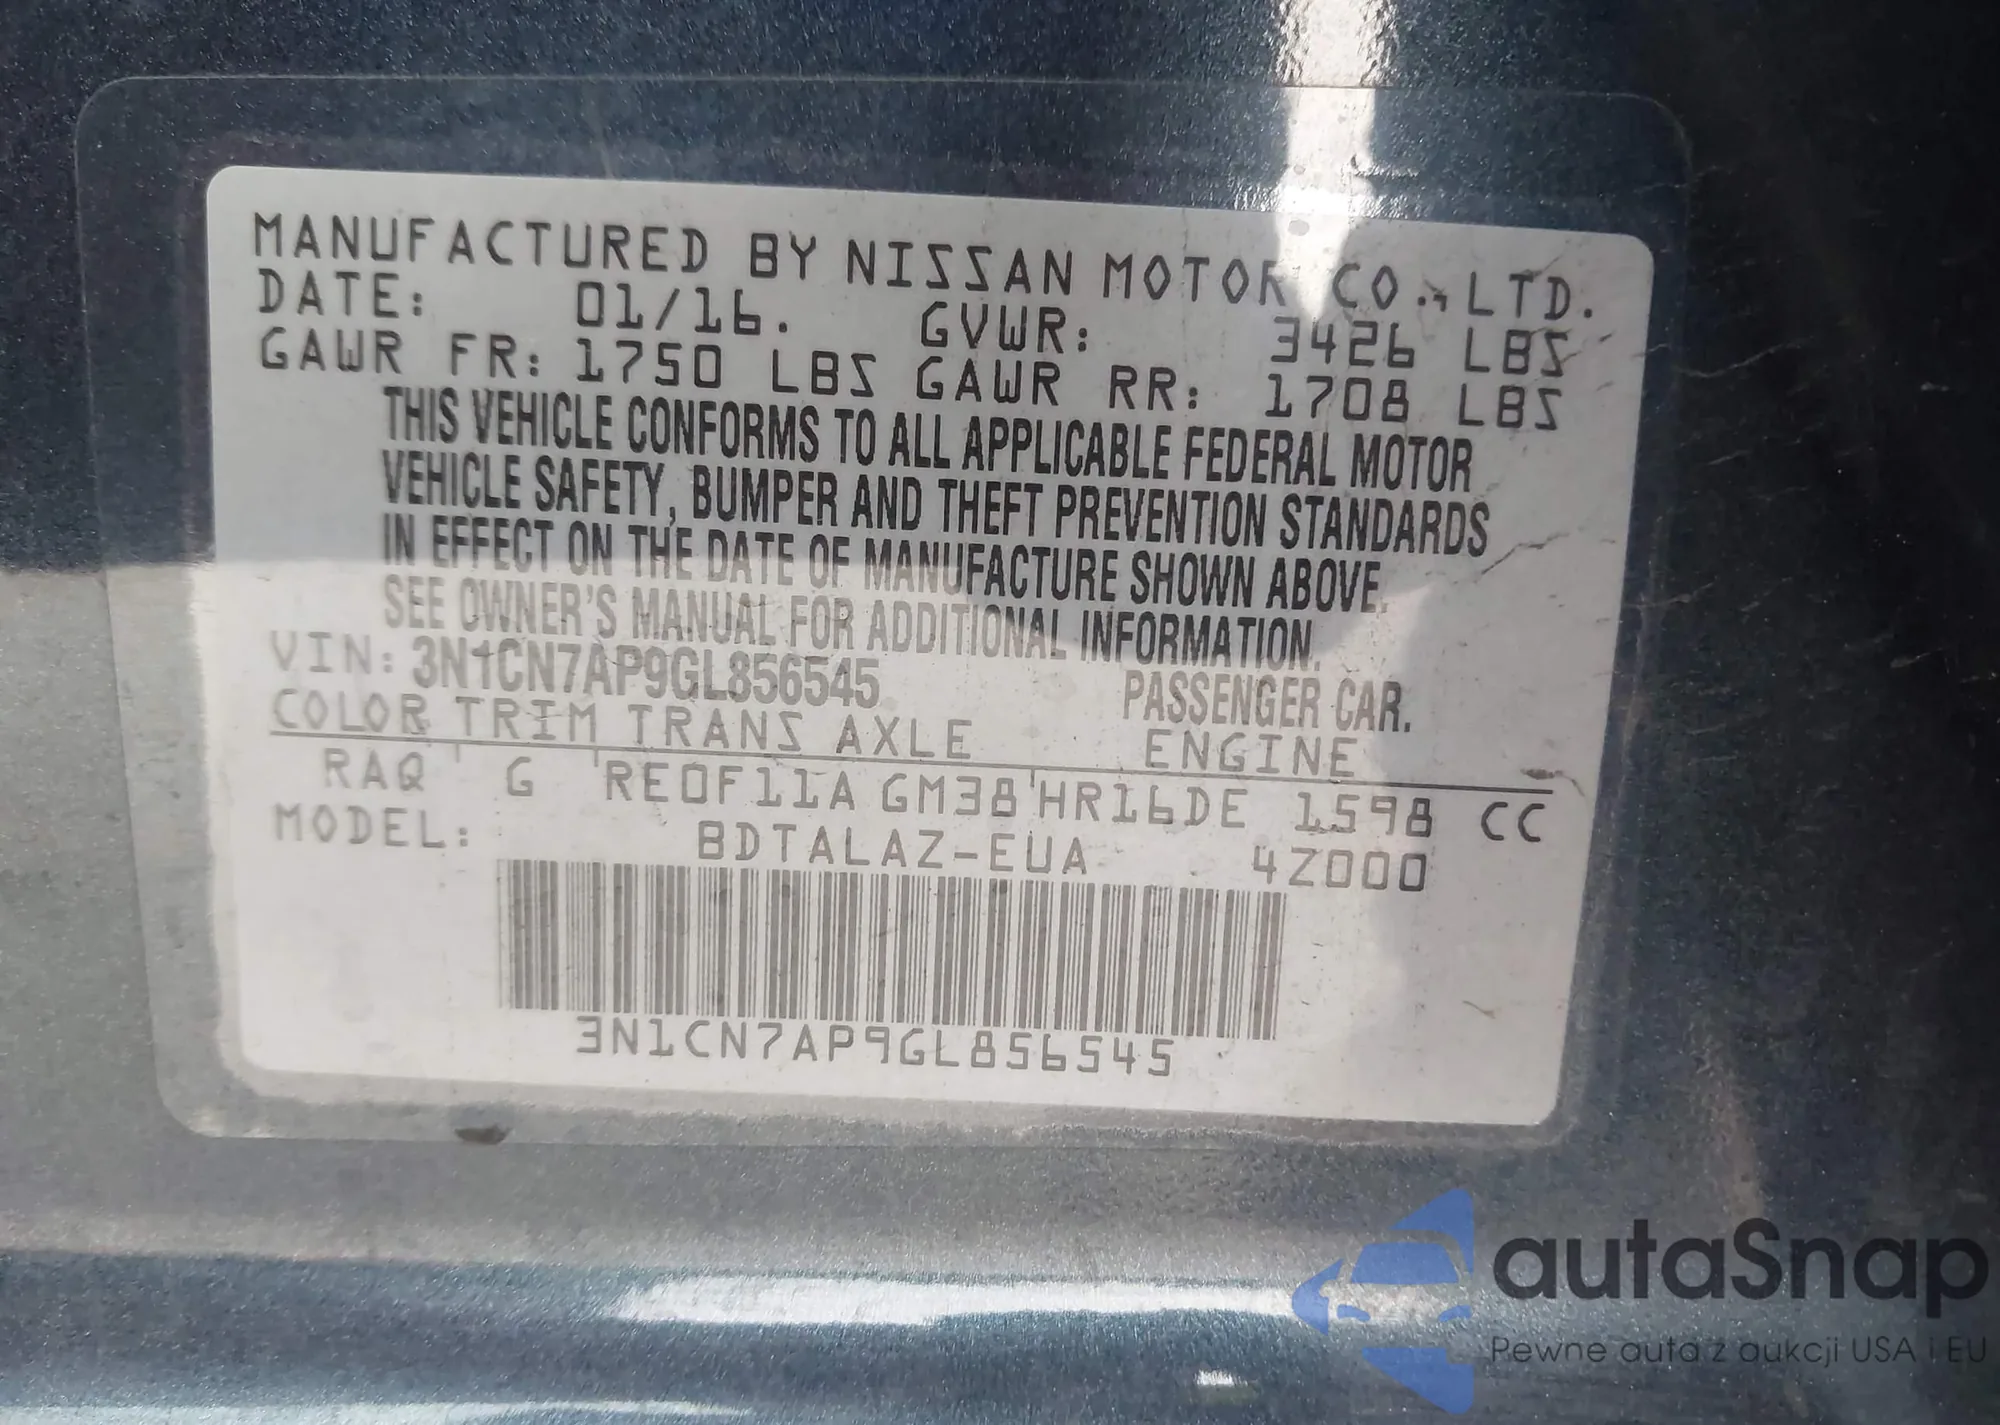 MANUFACTURED BY NISSAN MOTOR CO., LTD.
DATE: 01/16. GVWR: 3426 LBS
GAWR FR: 1750 LBS GAWR RR: 1708 LBS
THIS VEHICLE CONFORMS TO ALL APPLICABLE FEDERAL MOTOR
VEHICLE SAFETY, BUMPER AND THEFT PREVENTION STANDARDS
IN EFFECT ON THE DATE OF MANUFACTURE SHOWN ABOVE.
SEE OWNER'S MANUAL FOR ADDITIONAL INFORMATION.
VIN: 3N1CN7AP9GL856545 PASSENGER CAR.
COLOR TRIM TRANS AXLE ENGINE
RAQ G RE0F11A GM38 HR16DE 1598 CC
MODEL: BDTALAZ-EUA 4Z000
3N1CN7AP9GL856545
autaSnap
Pewne auta z aukcji USA i EU